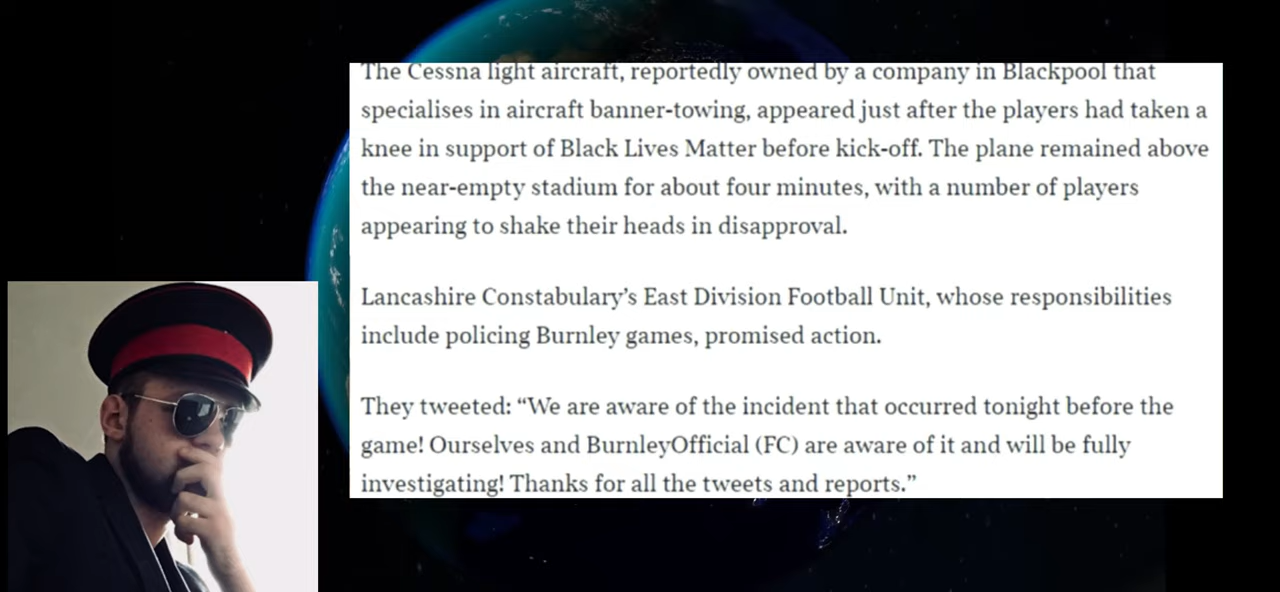 The Cessna light aircraft, reportedly owned by a company in Blackpool that
specialises in aircraft banner-towing, appeared just after the players had taken a
knee in support of Black Lives Matter before kick-off. The plane remained above
the near-empty stadium for about four minutes, with a number of players
appearing to shake their heads in disapproval.
Lancashire Constabulary’s East Division Football Unit, whose responsibilities
include policing Burnley games, promised action.
They tweeted: “We are aware of the incident that occurred tonight before the
game! Ourselves and BurnleyOfficial (FC) are aware of it and will be fully
investigating! Thanks for all the tweets and reports.”